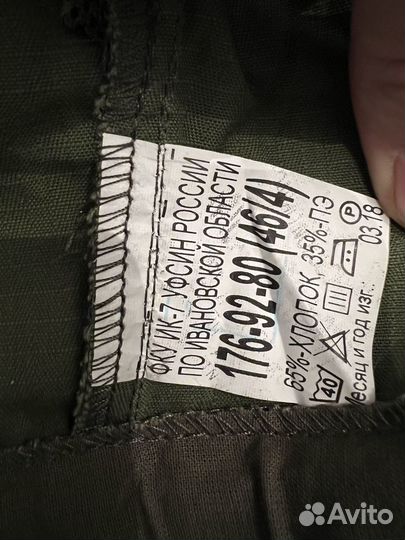 ФКУ ИК-7 УФСИН РОССИИ
ПО ИВАНОВСКОЙ ОБЛАСТИ
176-92-80 (46/4)
65%-ХЛОПОК 35%-ПЭ
40 P
Месяц и год изг.: 03.18
Avito